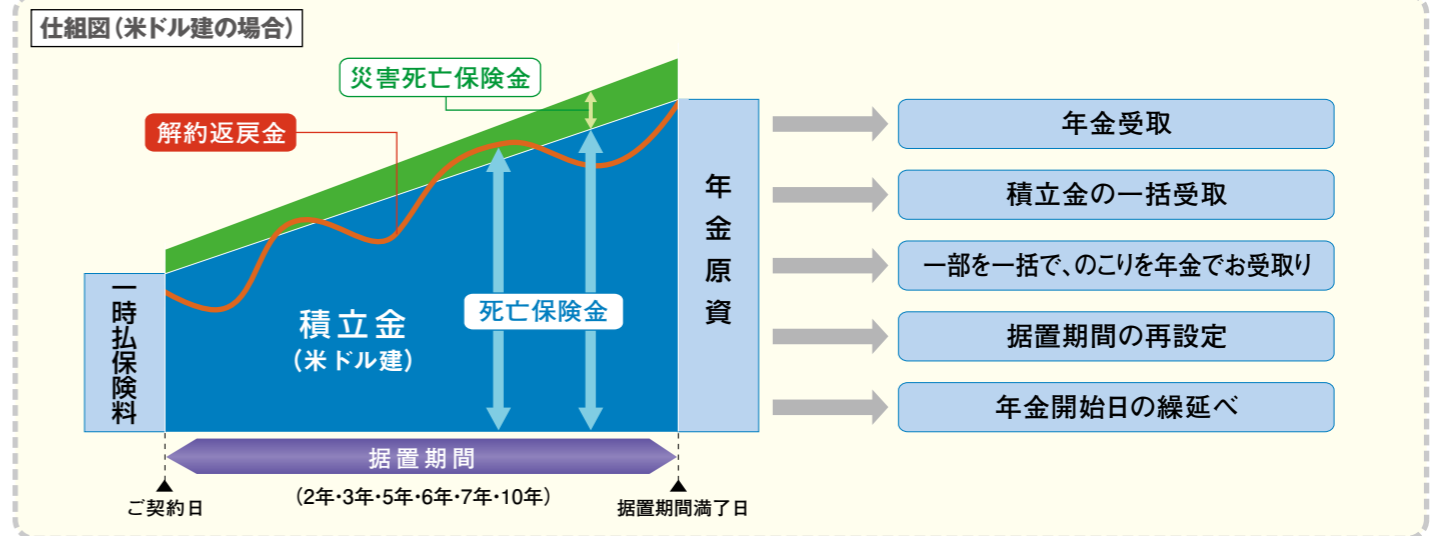 仕組図(米ドル建の場合)
災害死亡保険金
解約返戻金
一時払保険料
積立金
(米ドル建)
死亡保険金
年金原資
年金受取
積立金の一括受取
一部を一括で、のこりを年金でお受取り
据置期間の再設定
年金開始日の繰延べ
据置期間
(2年・3年・5年・6年・7年・10年)
▲
ご契約日
▲
据置期間満了日